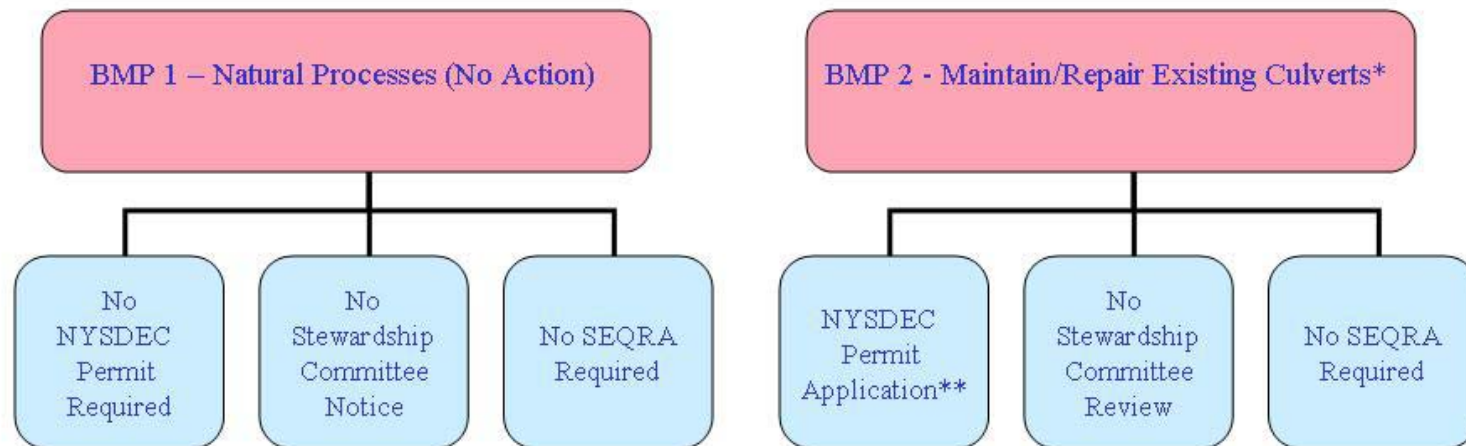 BMP 1 – Natural Processes (No Action)
BMP 2 - Maintain/Repair Existing Culverts*
No
NYSDEC
Permit
Required
No
Stewardship
Committee
Notice
No SEQRA
Required
NYSDEC
Permit
Application**
No
Stewardship
Committee
Review
No SEQRA
Required